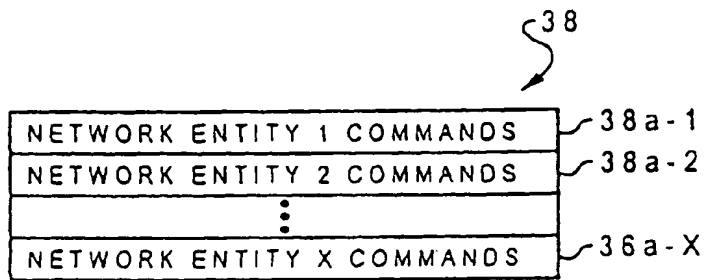 38
NETWORK ENTITY 1 COMMANDS 38a-1
NETWORK ENTITY 2 COMMANDS 38a-2
NETWORK ENTITY X COMMANDS 36a-X